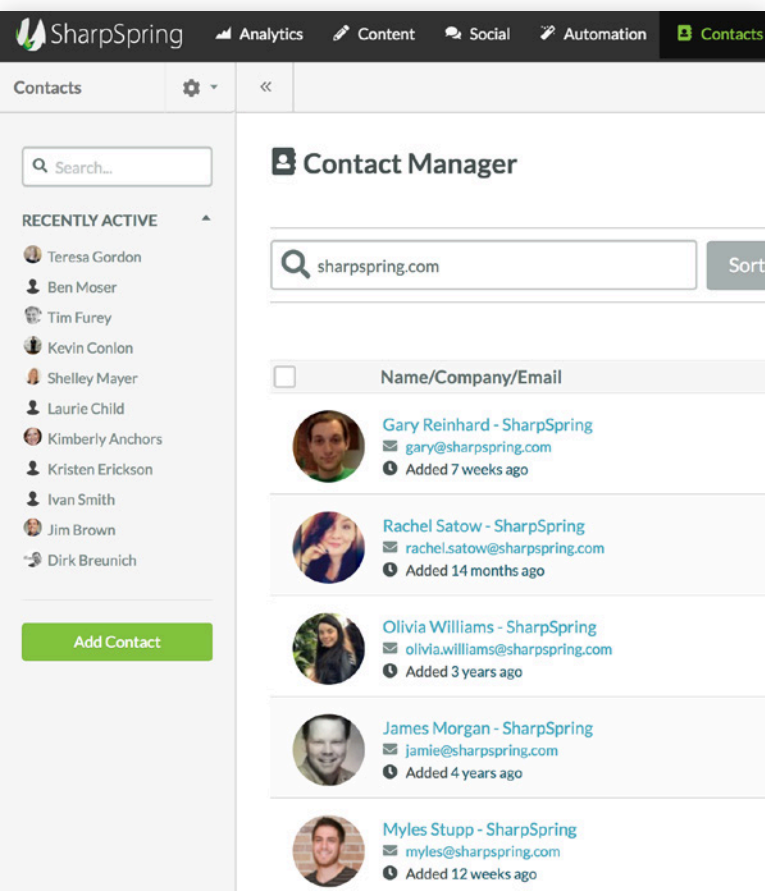 SharpSpring Analytics Content Social Automation Contacts
Contacts
Search...
RECENTLY ACTIVE
Teresa Gordon
Ben Moser
Tim Furey
Kevin Conlon
Shelley Mayer
Laurie Child
Kimberly Anchors
Kristen Erickson
Ivan Smith
Jim Brown
Dirk Breunich
Add Contact
Contact Manager
sharpspring.com
Sort
Name/Company/Email
Gary Reinhard - SharpSpring
gary@sharpspring.com
Added 7 weeks ago
Rachel Satow - SharpSpring
rachel.satow@sharpspring.com
Added 14 months ago
Olivia Williams - SharpSpring
olivia.williams@sharpspring.com
Added 3 years ago
James Morgan - SharpSpring
jamie@sharpspring.com
Added 4 years ago
Myles Stupp - SharpSpring
myles@sharpspring.com
Added 12 weeks ago